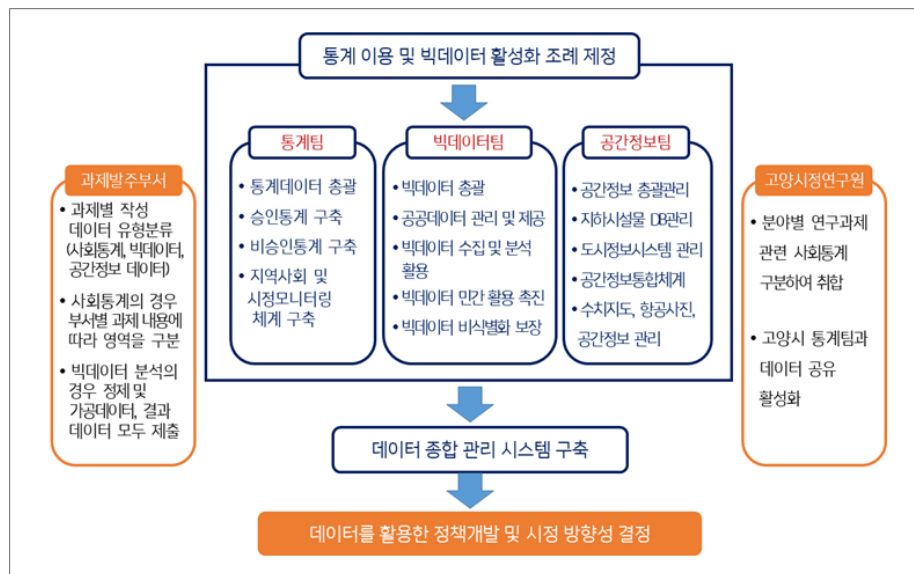 통계 이용 및 빅데이터 활성화 조례 제정
과제발주부서
• 과제별 작성
데이터 유형분류
(사회통계, 빅데이터,
공간정보 데이터)
• 사회통계의 경우
부서별 과제 내용에
따라 영역을 구분
• 빅데이터 분석의
경우 정제 및
가공데이터, 결과
데이터 모두 제출
통계팀
• 통계데이터 총괄
• 승인통계 구축
• 비승인통계 구축
• 지역사회 및
시정모니터링
체계 구축
빅데이터팀
• 빅데이터 총괄
• 공공데이터 관리 및 제공
• 빅데이터 수집 및 분석
활용
• 빅데이터 민간 활용 촉진
• 빅데이터 비식별화 보장
공간정보팀
• 공간정보 총괄관리
• 지하시설물 DB관리
• 도시정보시스템 관리
• 공간정보통합체계
• 수치지도, 항공사진,
공간정보 관리
고양시정연구원
• 분야별 연구과제
관련 사회통계
구분하여 취합
• 고양시 통계팀과
데이터 공유
활성화
데이터 종합 관리 시스템 구축
데이터를 활용한 정책개발 및 시정 방향성 결정